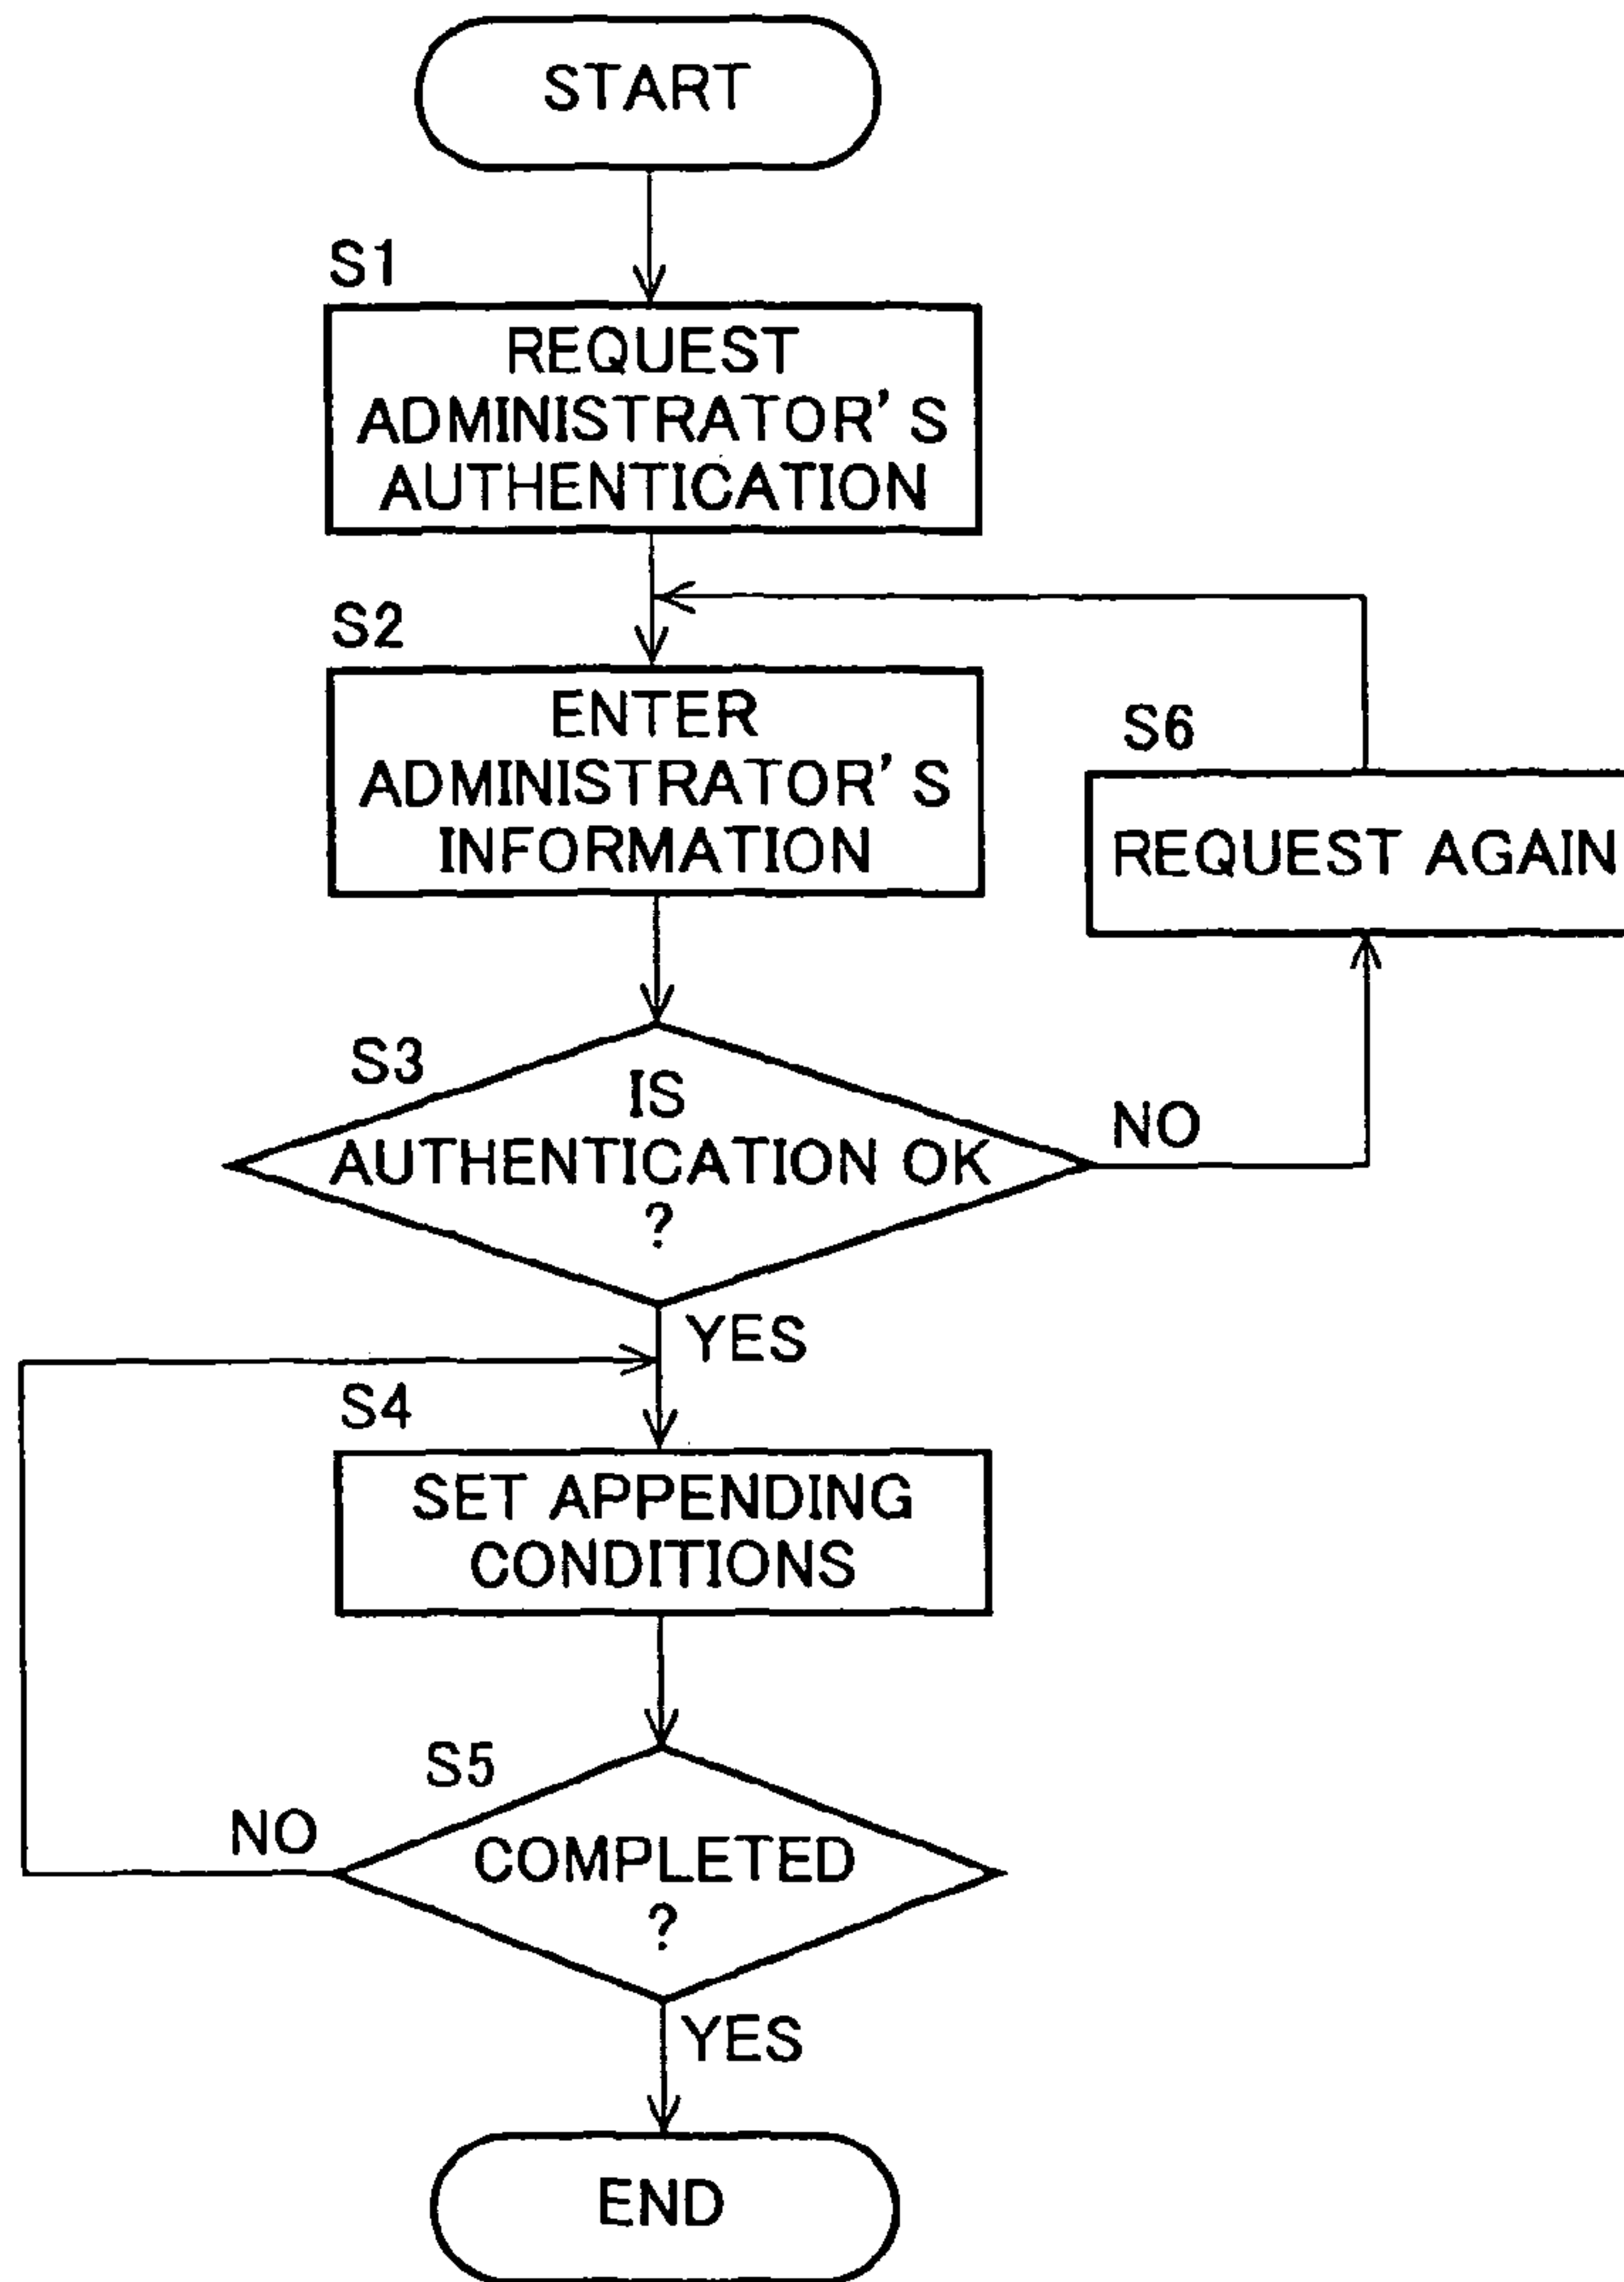 START
S1
REQUEST
ADMINISTRATOR'S
AUTHENTICATION
S2
ENTER
ADMINISTRATOR'S
INFORMATION
S6
REQUEST AGAIN
S3
IS
AUTHENTICATION OK
?
NO
YES
S4
SET APPENDING
CONDITIONS
S5
NO
COMPLETED
?
YES
END